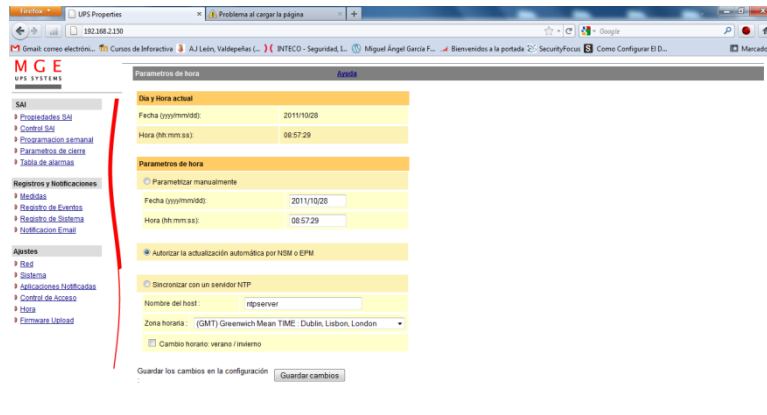 Firefox
UPS Properties
Problema al cargar la página
192.168.2.150
Google
Gmail: correo electróni...
Cursos de Inforactiva
A.J León, Valdepeñas (...
INTECO - Seguridad, I...
Miguel Ángel García F...
Bienvenidos a la portada
SecurityFocus
Como Configurar El D...
Marcado
MGE
UPS SYSTEMS
Parametros de hora
Ayuda
SAI
Propiedades SAI
Control SAI
Programacion semanal
Parametros de cierre
Tabla de alarmas
Registros y Notificaciones
Medidas
Registro de Eventos
Registro de Sistema
Notificacion Email
Ajustes
Red
Sistema
Aplicaciones Notificadas
Control de Acceso
Hora
Firmware Upload
Dia y Hora actual
Fecha (yyyy/mm/dd): 2011/10/28
Hora (hh:mm:ss): 08:57:29
Parametros de hora
Parametrizar manualmente
Fecha (yyyy/mm/dd): 2011/10/28
Hora (hh:mm:ss): 08:57:29
Autorizar la actualización automática por NSM o EPM
Sincronizar con un servidor NTP
Nombre del host : ntpserver
Zona horaria : (GMT) Greenwich Mean TIME : Dublin, Lisbon, London
Cambio horario: verano / invierno
Guardar los cambios en la configuración
: Guardar cambios